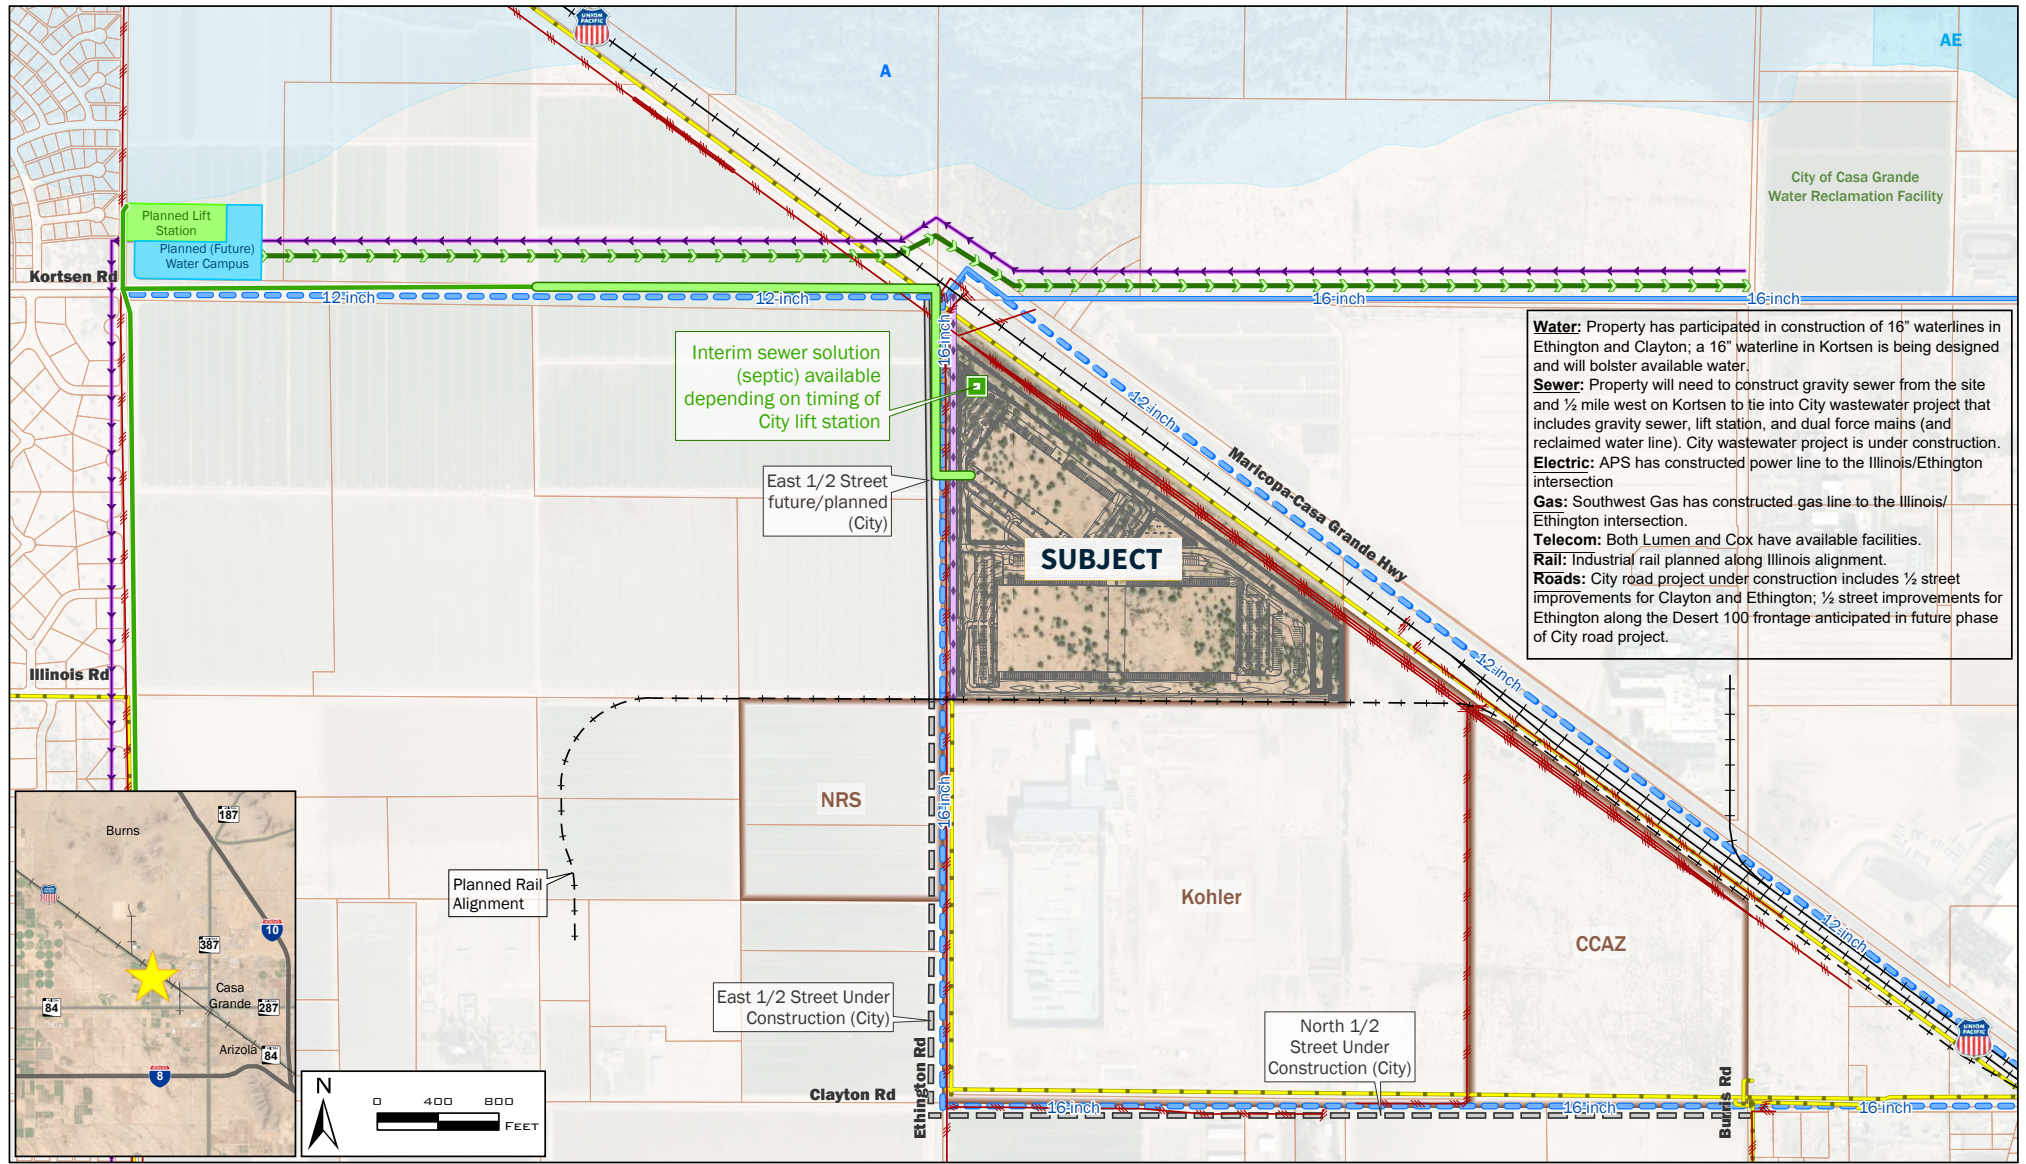 UNION
PACIFIC
A
AE
City of Casa Grande
Water Reclamation Facility
Planned Lift
Station
Planned (Future)
Water Campus
Kortsen Rd
12-inch
12-inch
16-inch
16-inch
16-inch
Interim sewer solution
(septic) available
depending on timing of
City lift station
East 1/2 Street
future/planned
(City)
12-inch
Maricopa-Casa Grande Hwy
SUBJECT
Water: Property has participated in construction of 16” waterlines in
Ethington and Clayton; a 16” waterline in Kortsen is being designed
and will bolster available water.
Sewer: Property will need to construct gravity sewer from the site
and ½ mile west on Kortsen to tie into City wastewater project that
includes gravity sewer, lift station, and dual force mains (and
reclaimed water line). City wastewater project is under construction.
Electric: APS has constructed power line to the Illinois/Ethington
intersection
Gas: Southwest Gas has constructed gas line to the Illinois/
Ethington intersection.
Telecom: Both Lumen and Cox have available facilities.
Rail: Industrial rail planned along Illinois alignment.
Roads: City road project under construction includes ½ street
improvements for Clayton and Ethington; ½ street improvements for
Ethington along the Desert 100 frontage anticipated in future phase
of City road project.
12-inch
Illinois Rd
NRS
16-inch
Kohler
CCAZ
12-inch
Planned Rail
Alignment
East 1/2 Street Under
Construction (City)
North 1/2
Street Under
Construction (City)
UNION
PACIFIC
Ethington Rd
Clayton Rd
Burris Rd
16-inch
16-inch
16-inch
Burns
187
10
387
Casa
Grande
84
287
Arizola
84
8
N
0 400 800
FEET